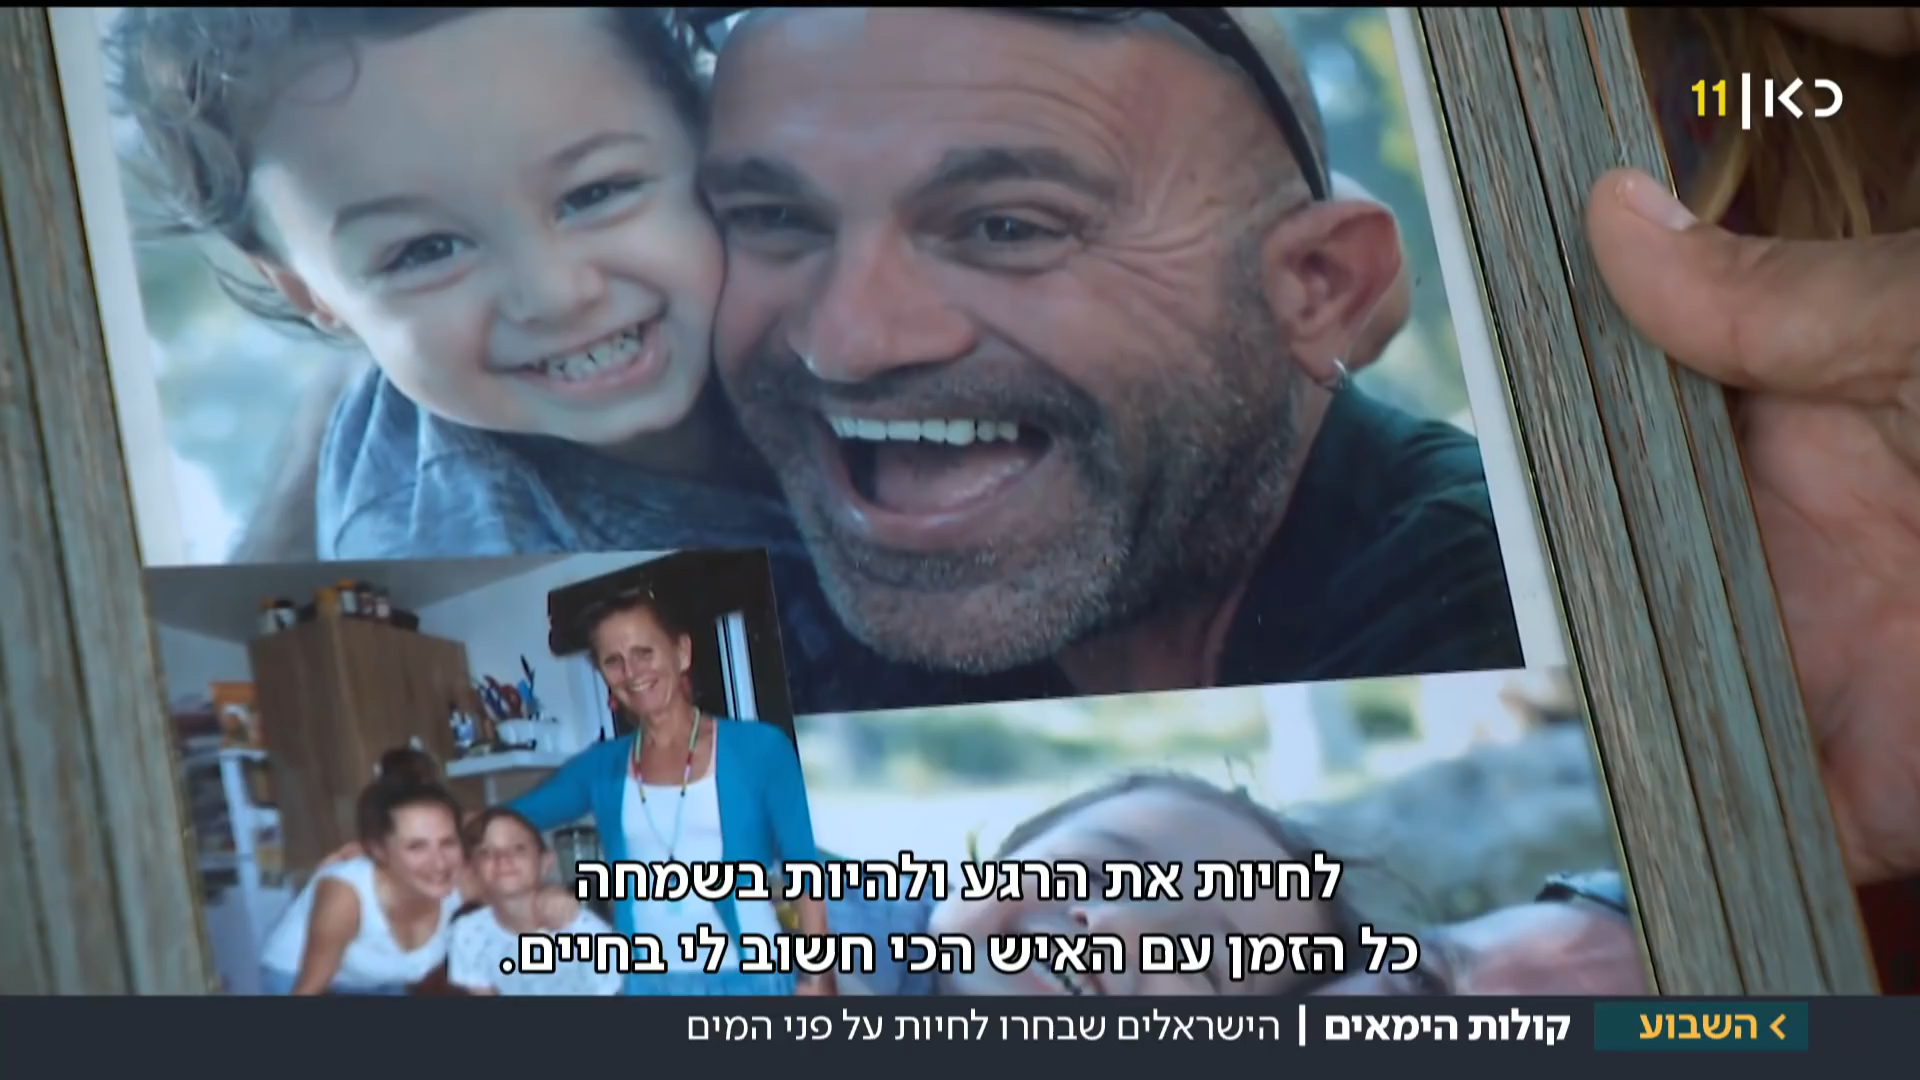 כאן|11
לחיות את הרגע ולהיות בשמחה
כל הזמן עם האיש הכי חשוב לי בחיים.
> השבוע קולות הימאים | הישראלים שבחרו לחיות על פני המים